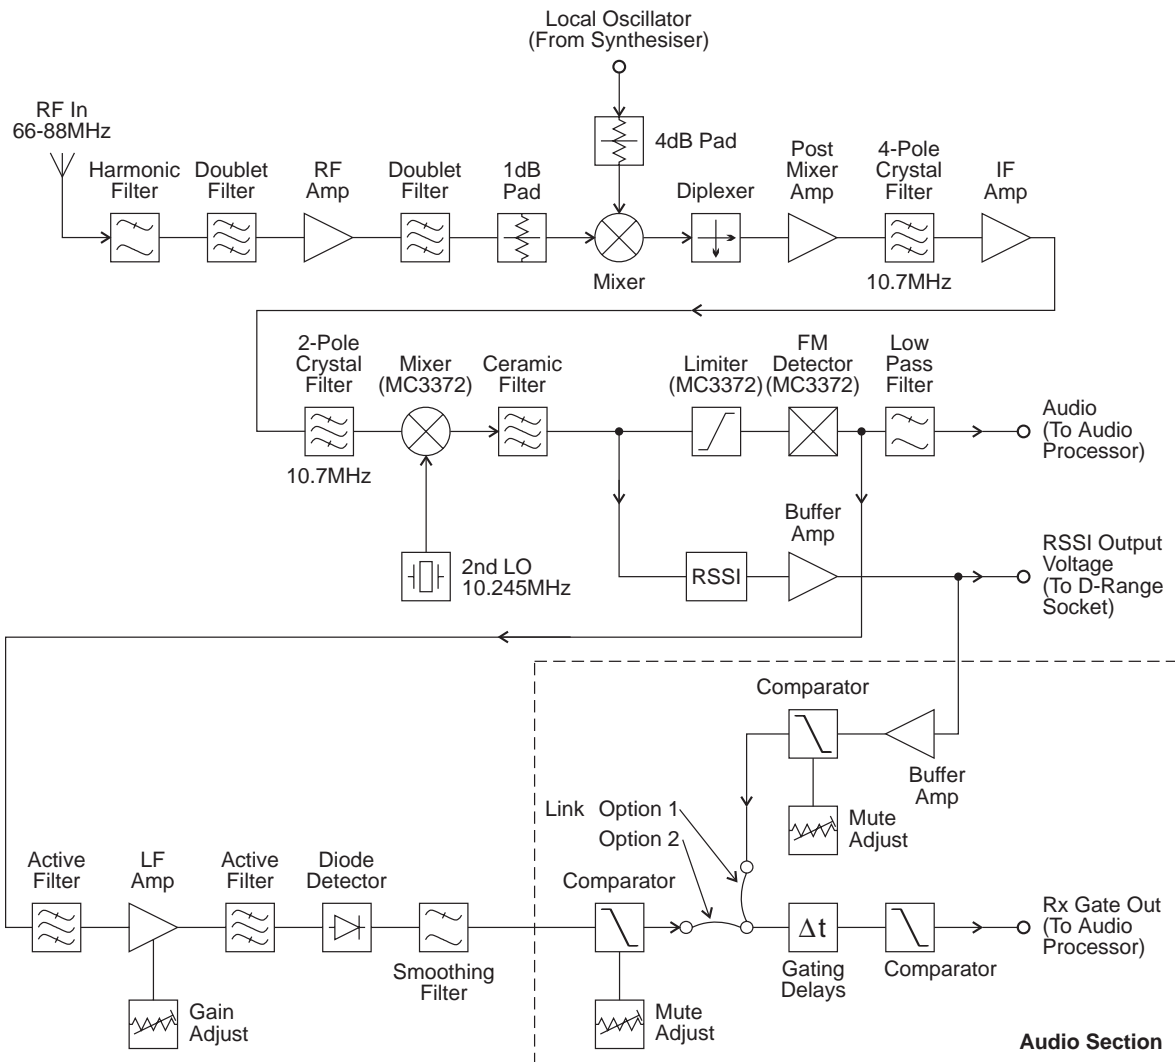 Local Oscillator
(From Synthesiser)
RF In
66-88MHz
4dB Pad
Harmonic
Filter
Doublet
Filter
RF
Amp
Doublet
Filter
1dB
Pad
Diplexer
Post
Mixer
Amp
4-Pole
Crystal
Filter
IF
Amp
Mixer
10.7MHz
2-Pole
Crystal
Filter
Mixer
(MC3372)
Ceramic
Filter
Limiter
(MC3372)
FM
Detector
(MC3372)
Low
Pass
Filter
Audio
(To Audio
Processor)
10.7MHz
2nd LO
10.245MHz
RSSI
Buffer
Amp
RSSI Output
Voltage
(To D-Range
Socket)
Comparator
Buffer
Amp
Mute
Adjust
Link Option 1
Option 2
Active
Filter
LF
Amp
Active
Filter
Diode
Detector
Smoothing
Filter
Comparator
Δt
Gating
Delays
Comparator
Rx Gate Out
(To Audio
Processor)
Gain
Adjust
Mute
Adjust
Audio Section